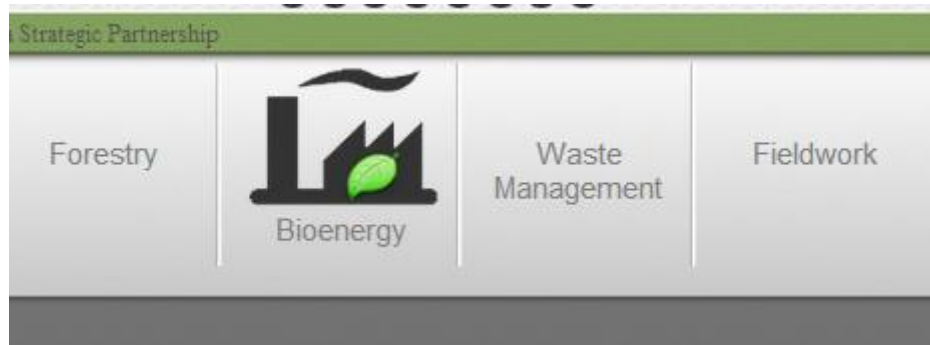 Strategic Partnership
Forestry
Bioenergy
Waste
Management
Fieldwork